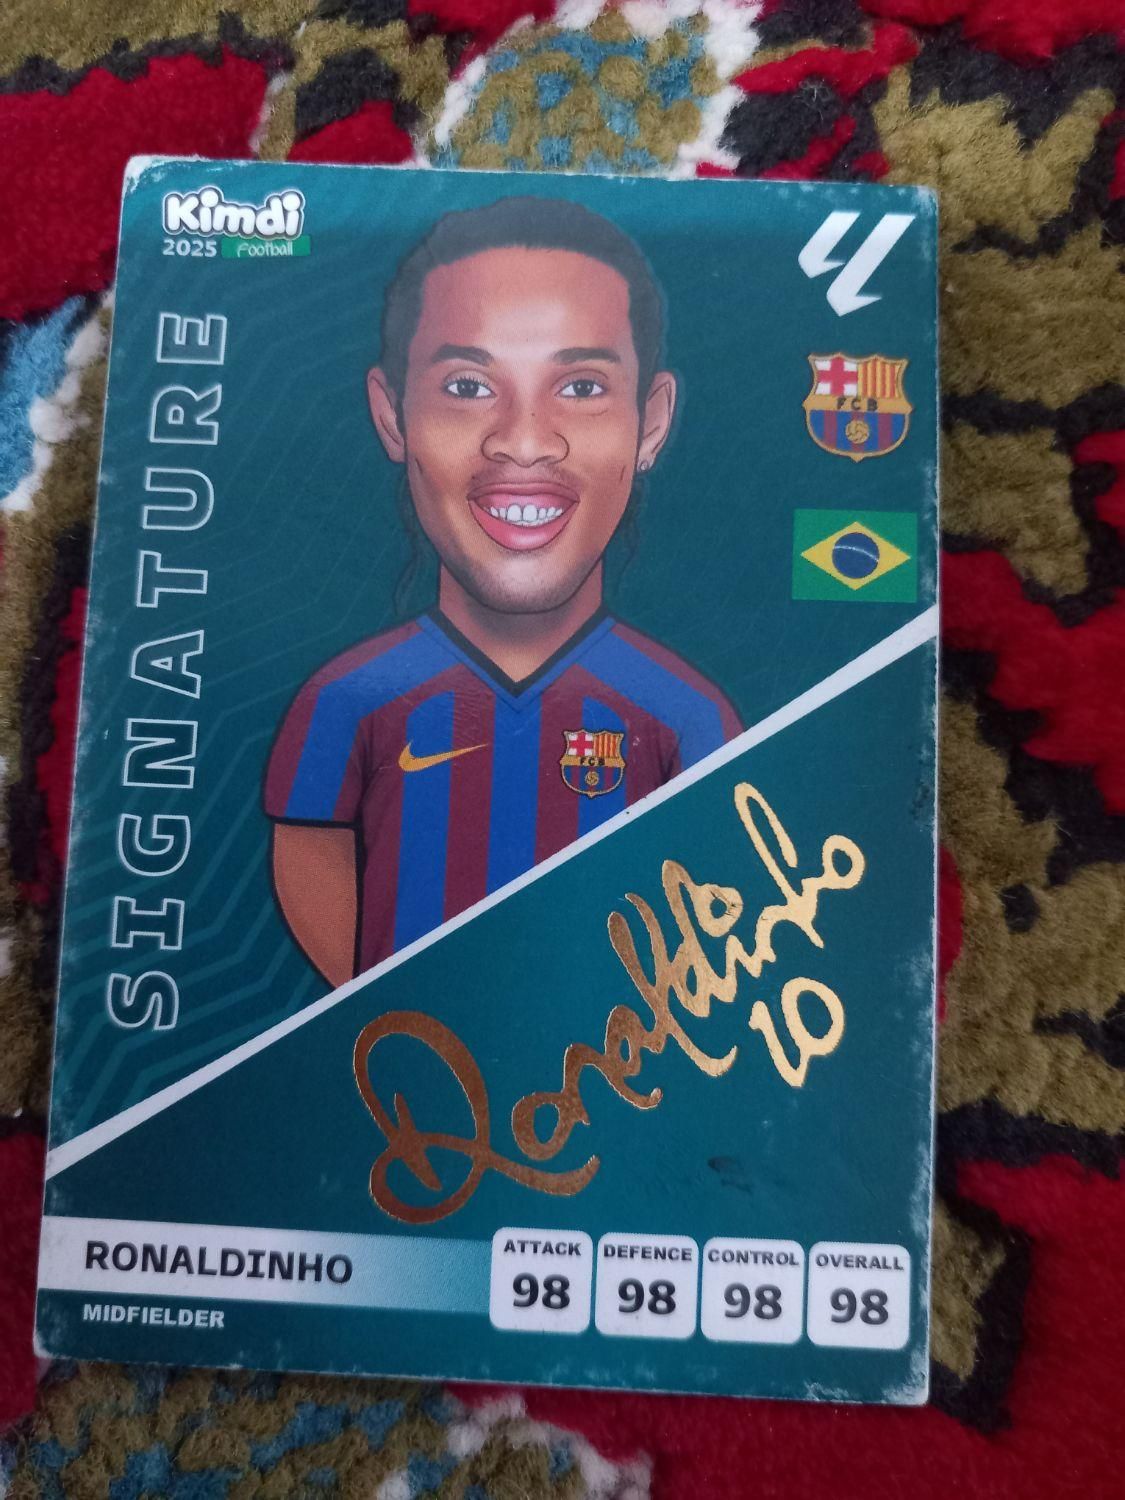 Kimdi
2025 Football
SIGNATURE
FCB
FCB
Ronaldinho
10
RONALDINHO
MIDFIELDER
ATTACK
98
DEFENCE
98
CONTROL
98
OVERALL
98